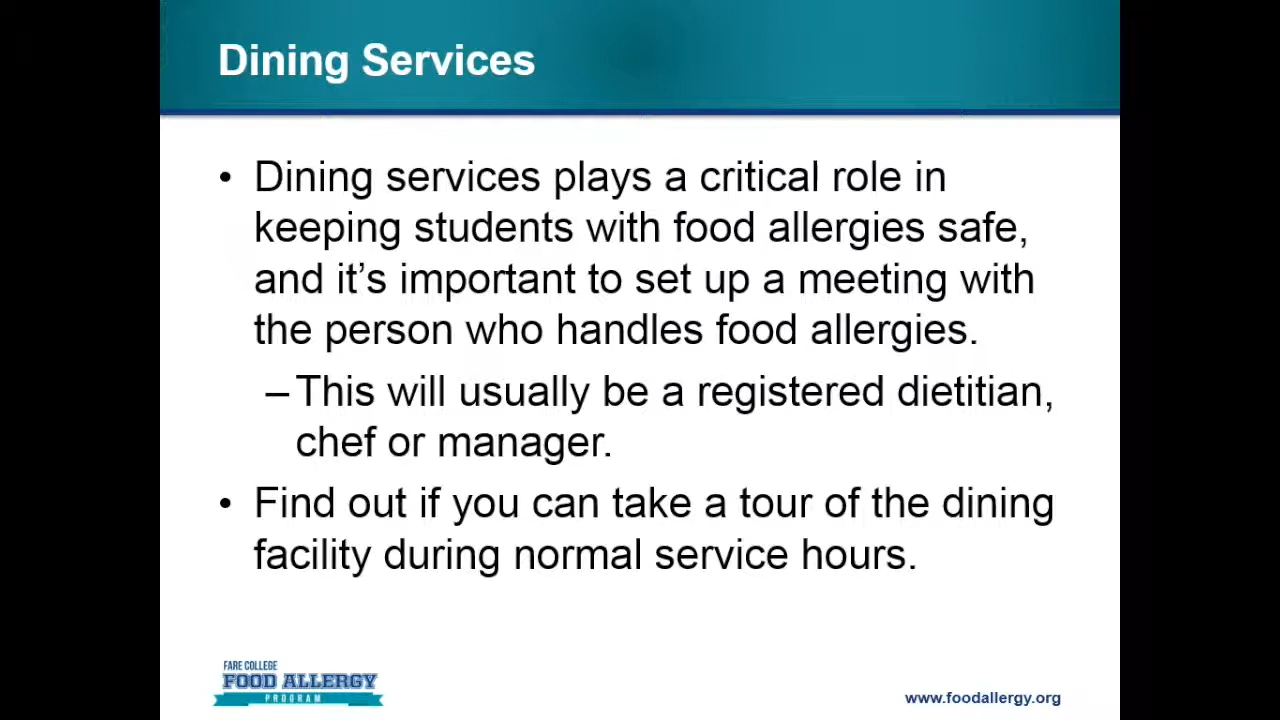 Dining Services
• Dining services plays a critical role in
keeping students with food allergies safe,
and it’s important to set up a meeting with
the person who handles food allergies.
– This will usually be a registered dietitian,
chef or manager.
• Find out if you can take a tour of the dining
facility during normal service hours.
FARE COLLEGE
FOOD ALLERGY
PROGRAM
www.foodallergy.org